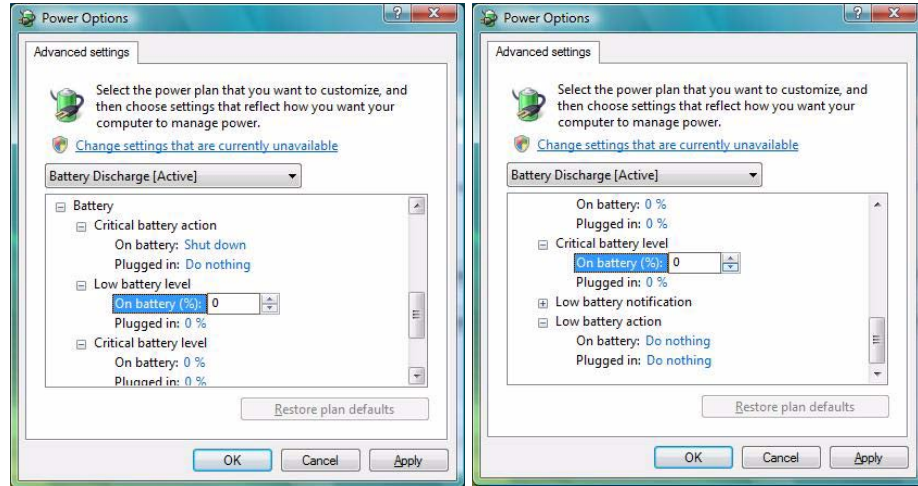 Power Options
Advanced settings
Select the power plan that you want to customize, and
then choose settings that reflect how you want your
computer to manage power.
Change settings that are currently unavailable
Battery Discharge [Active]
Battery
Critical battery action
On battery: Shut down
Plugged in: Do nothing
Low battery level
On battery (%): 0
Plugged in: 0 %
Critical battery level
On battery: 0 %
Plugged in: 0 %
Restore plan defaults
OK Cancel Apply
Power Options
Advanced settings
Select the power plan that you want to customize, and
then choose settings that reflect how you want your
computer to manage power.
Change settings that are currently unavailable
Battery Discharge [Active]
On battery: 0 %
Plugged in: 0 %
Critical battery level
On battery (%): 0
Plugged in: 0 %
Low battery notification
Low battery action
On battery: Do nothing
Plugged in: Do nothing
Restore plan defaults
OK Cancel Apply